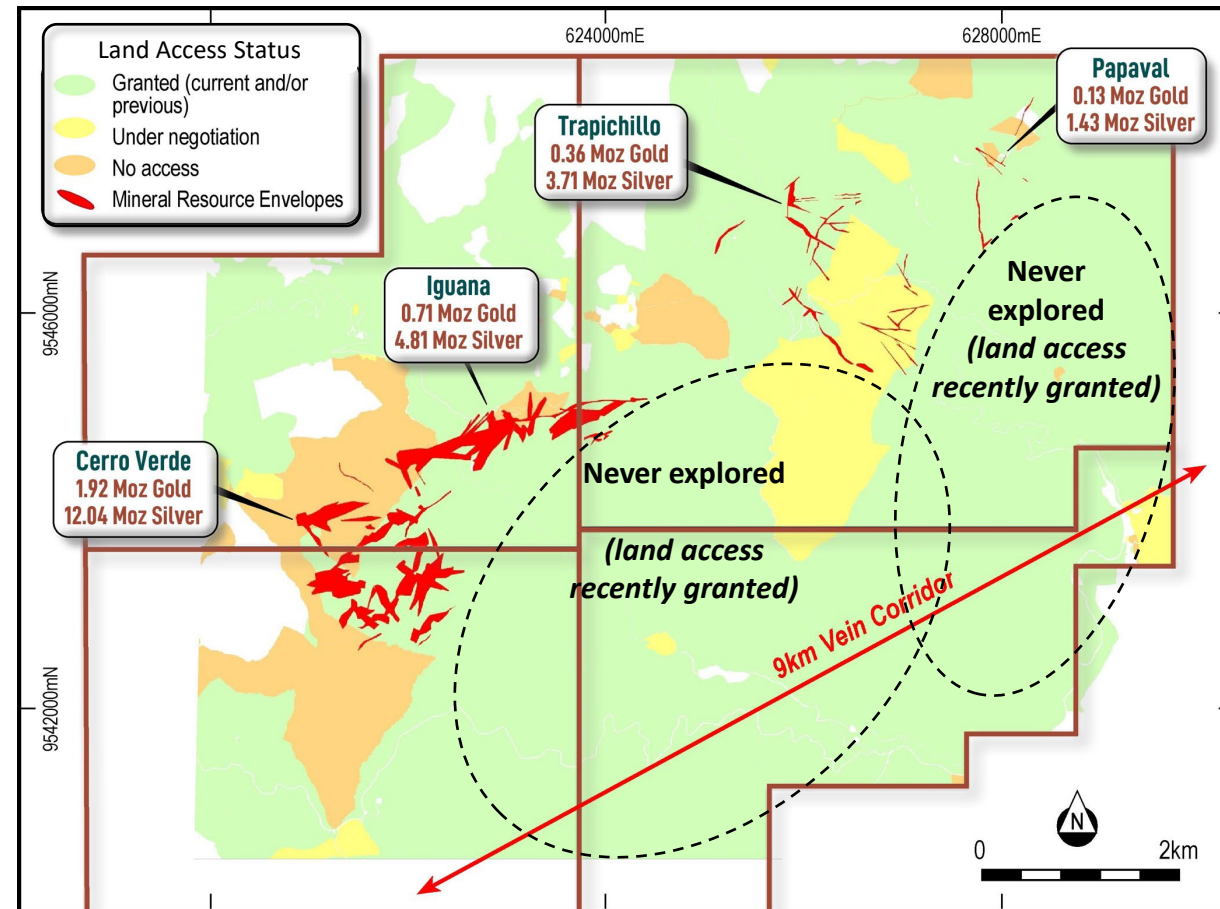 624000mE
628000mE
Land Access Status
Granted (current and/or
previous)
Under negotiation
No access
Mineral Resource Envelopes
Papaval
0.13 Moz Gold
1.43 Moz Silver
Trapichillo
0.36 Moz Gold
3.71 Moz Silver
9546000mN
Iguana
0.71 Moz Gold
4.81 Moz Silver
Never
explored
(land access
recently granted)
Cerro Verde
1.92 Moz Gold
12.04 Moz Silver
Never explored
(land access
recently granted)
9km Vein Corridor
9542000mN
N
0
2km